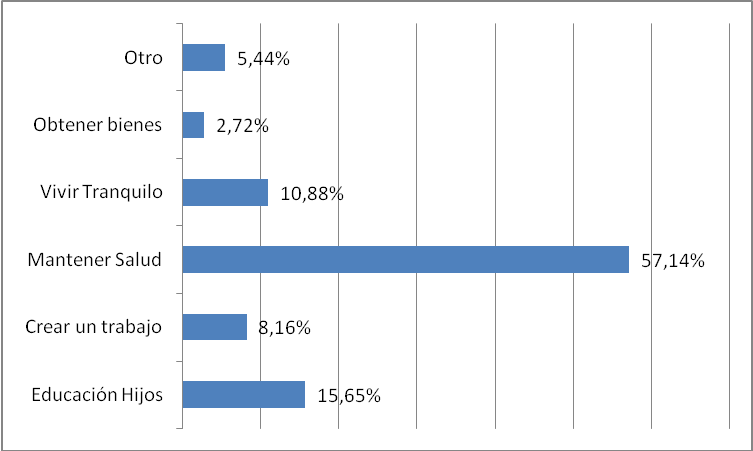 Otro 5,44%
Obtener bienes 2,72%
Vivir Tranquilo 10,88%
Mantener Salud 57,14%
Crear un trabajo 8,16%
Educación Hijos 15,65%